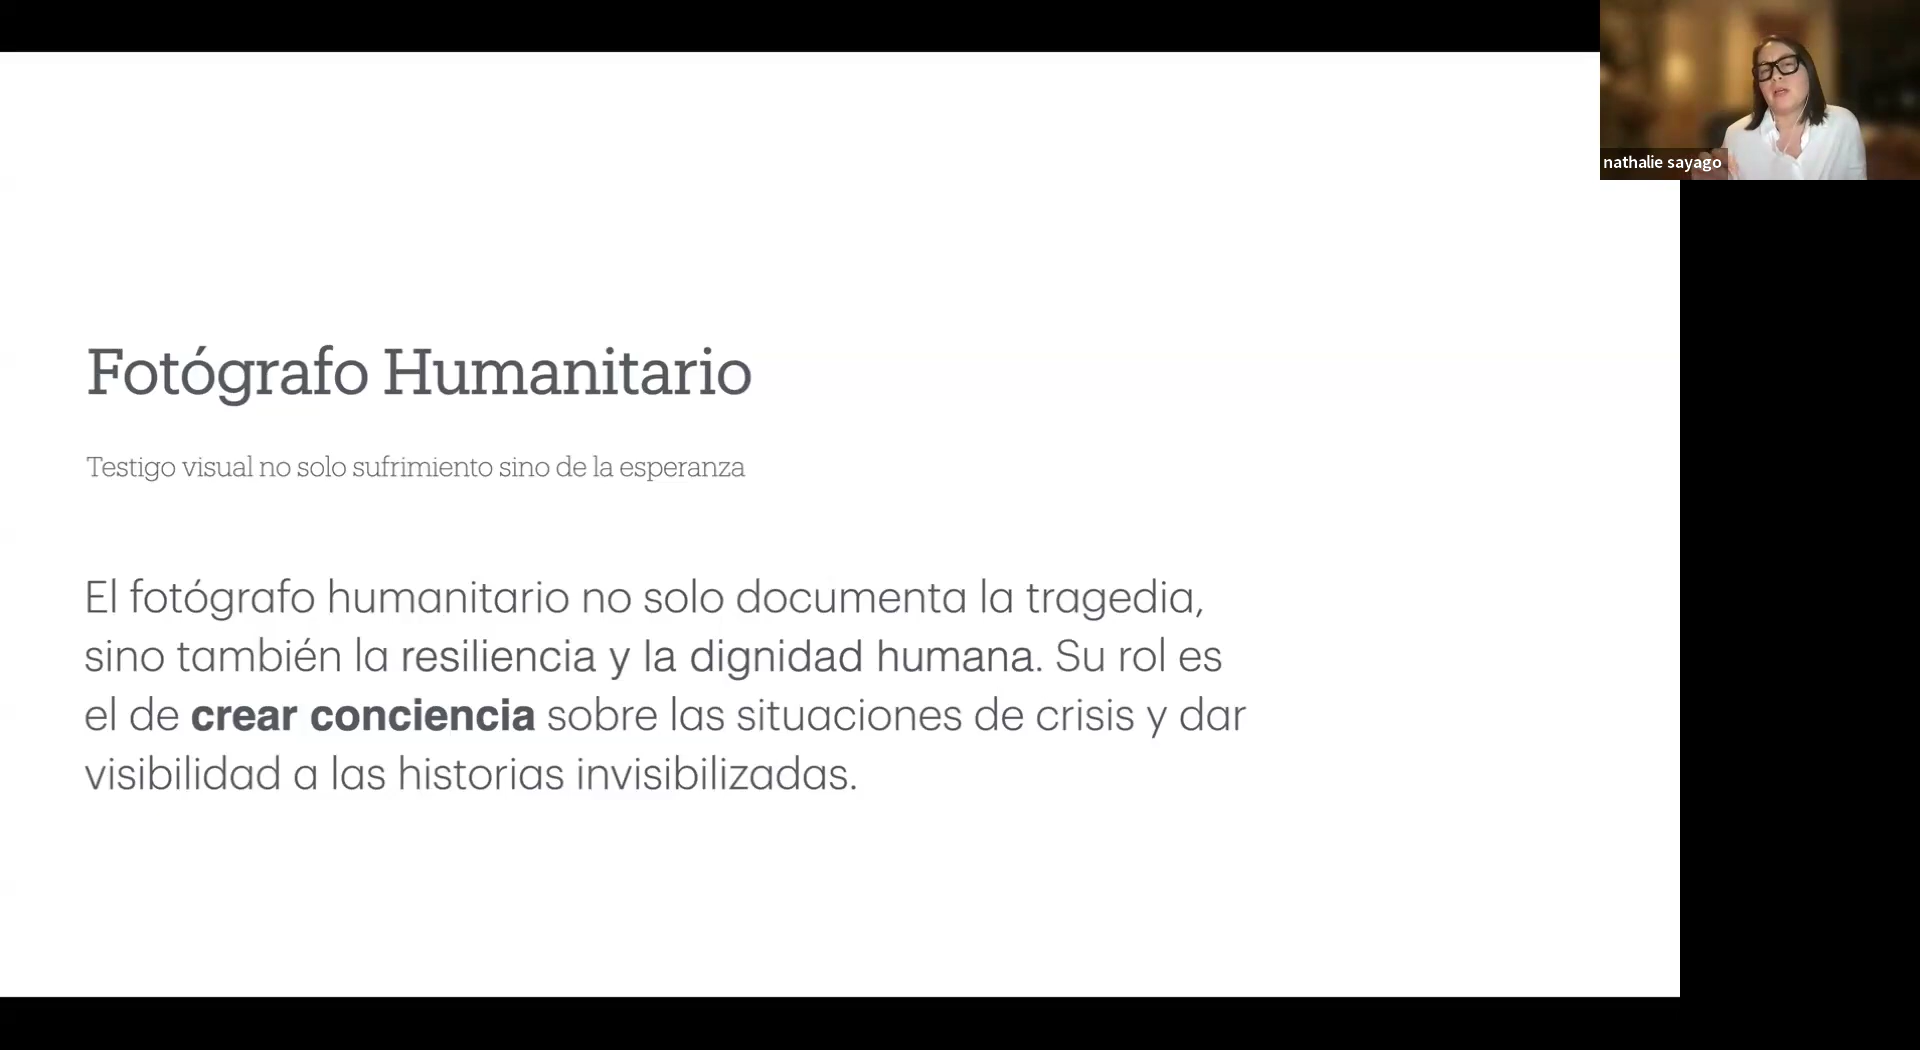 nathalie sayago
Fotógrafo Humanitario
Testigo visual no solo sufrimiento sino de la esperanza
El fotógrafo humanitario no solo documenta la tragedia,
sino también la resiliencia y la dignidad humana. Su rol es
el de crear conciencia sobre las situaciones de crisis y dar
visibilidad a las historias invisibilizadas.